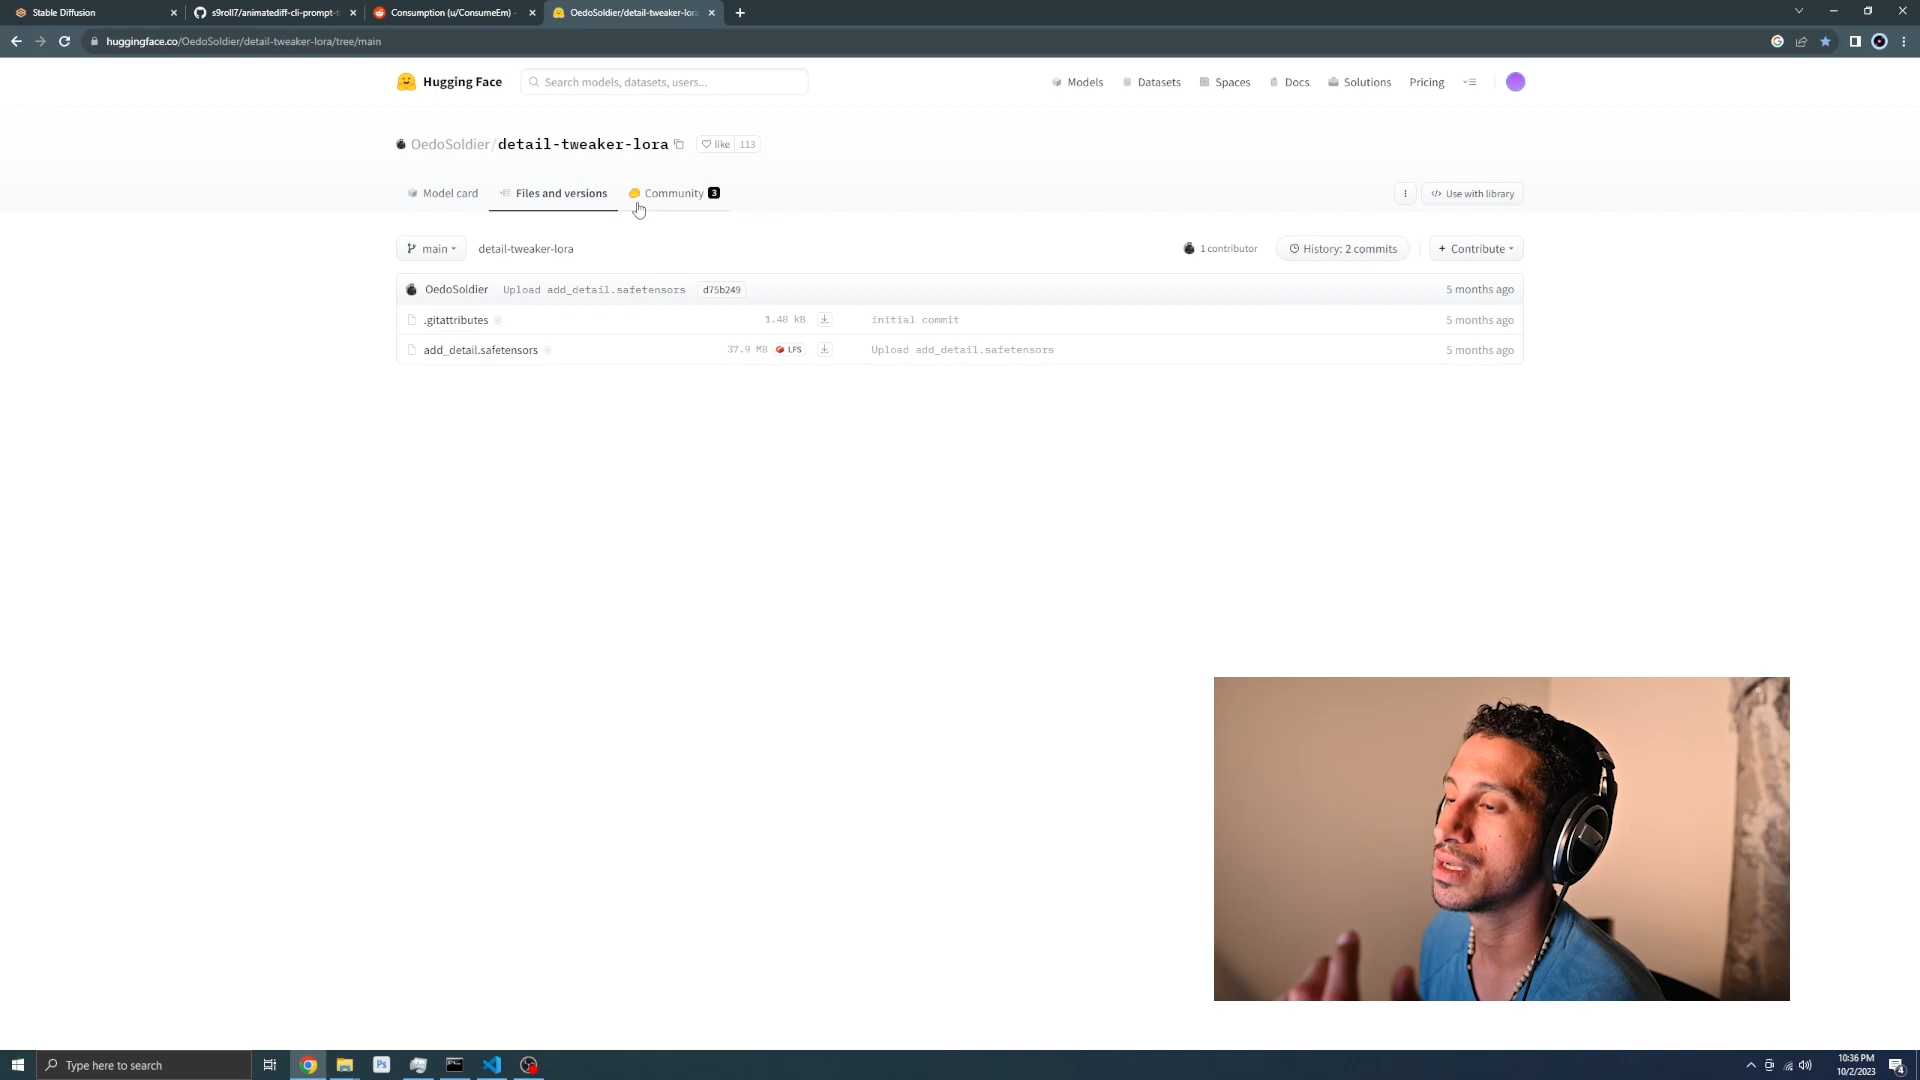 Stable Diffusion
s9roll7/animatediff-cli-prompt-t
Consumption (u/ConsumeEm) -
OedoSoldier/detail-tweaker-lora
huggingface.co/OedoSoldier/detail-tweaker-lora/tree/main
Hugging Face
Search models, datasets, users...
Models
Datasets
Spaces
Docs
Solutions
Pricing
OedoSoldier/detail-tweaker-lora
like 113
Model card
Files and versions
Community 3
Use with library
main
detail-tweaker-lora
1 contributor
History: 2 commits
+ Contribute
OedoSoldier Upload add_detail.safetensors d75b249 5 months ago
.gitattributes 1.48 kB initial commit 5 months ago
add_detail.safetensors 37.9 MB LFS Upload add_detail.safetensors 5 months ago
Type here to search
Ps
10:36 PM
10/2/2023
4